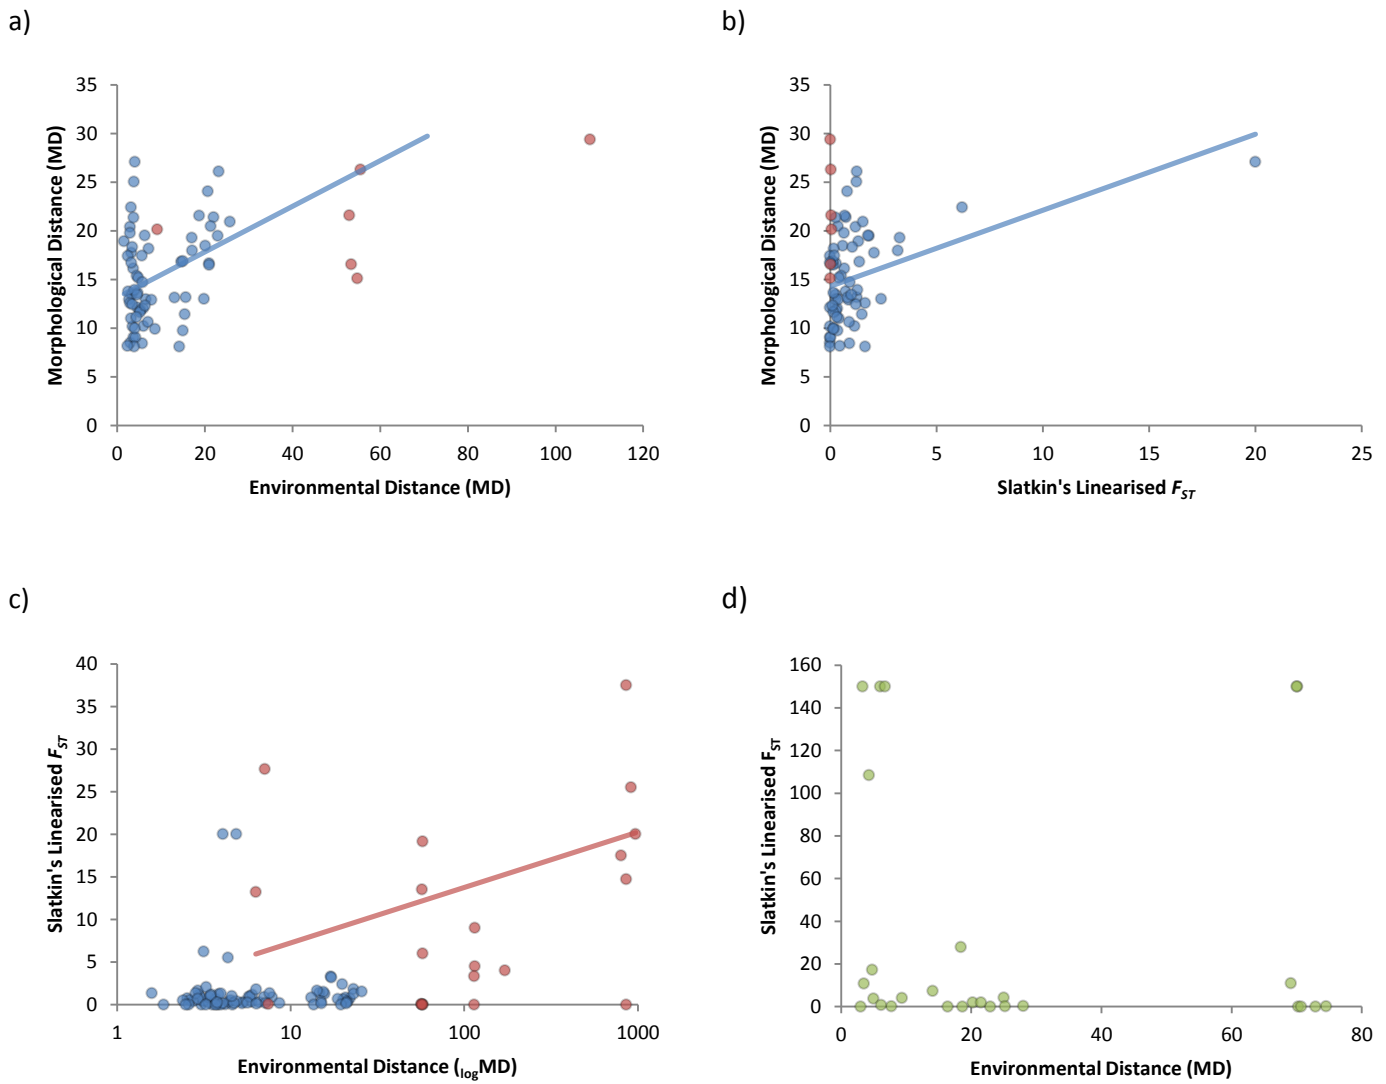 a)
35
30
25
20
15
10
5
0
Morphological Distance (MD)
0 20 40 60 80 100 120
Environmental Distance (MD)
b)
35
30
25
20
15
10
5
0
Morphological Distance (MD)
0 5 10 15 20 25
Slatkin's Linearised FST
c)
40
35
30
25
20
15
10
5
0
Slatkin's Linearised FST
1 10 100 1000
Environmental Distance (logMD)
d)
160
140
120
100
80
60
40
20
0
Slatkin's Linearised FST
0 20 40 60 80
Environmental Distance (MD)